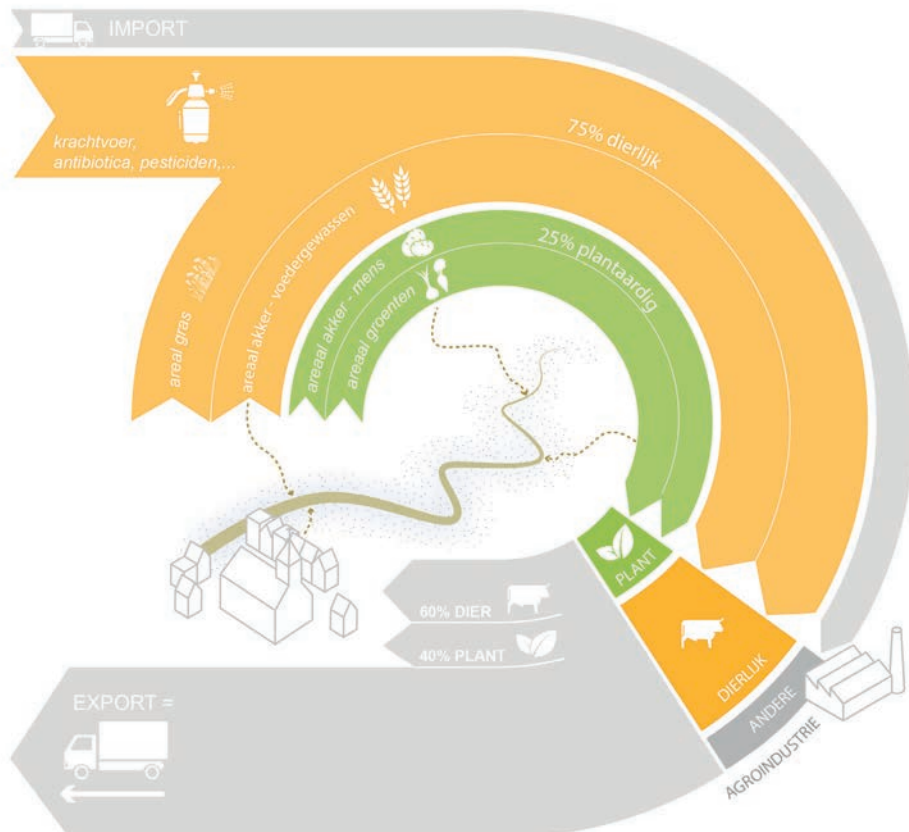 IMPORT
krachtvoer,
antibiotica, pesticiden,...
75% dierlijk
25% plantaardig
areal gras
areaal akker - voedergewassen
areaal akker - mens
areaal groenten
PLANT
DIERLIJK
ANDERE
AGROINDUSTRIE
60% DIER
40% PLANT
EXPORT =